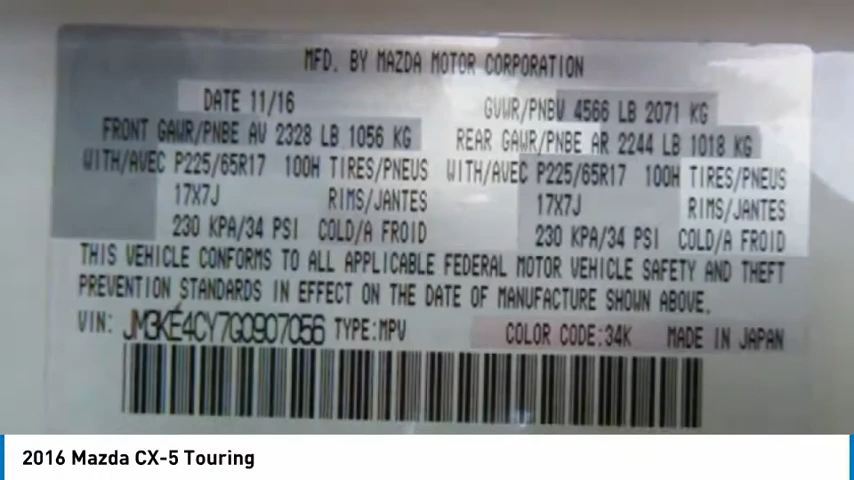 MFD. BY MAZDA MOTOR CORPORATION
DATE 11/16 GVWR/PNBV 4566 LB 2071 KG
FRONT GAWR/PNBE AV 2328 LB 1056 KG REAR GAWR/PNBE AR 2244 LB 1018 KG
WITH/AVEC P225/65R17 100H TIRES/PNEUS WITH/AVEC P225/65R17 100H TIRES/PNEUS
17X7J RIMS/JANTES 17X7J RIMS/JANTES
230 KPA/34 PSI COLD/A FROID 230 KPA/34 PSI COLD/A FROID
THIS VEHICLE CONFORMS TO ALL APPLICABLE FEDERAL MOTOR VEHICLE SAFETY AND THEFT
PREVENTION STANDARDS IN EFFECT ON THE DATE OF MANUFACTURE SHOWN ABOVE.
VIN: JM3KE4CY7G0907056 TYPE:MPV COLOR CODE:34K MADE IN JAPAN
2016 Mazda CX-5 Touring